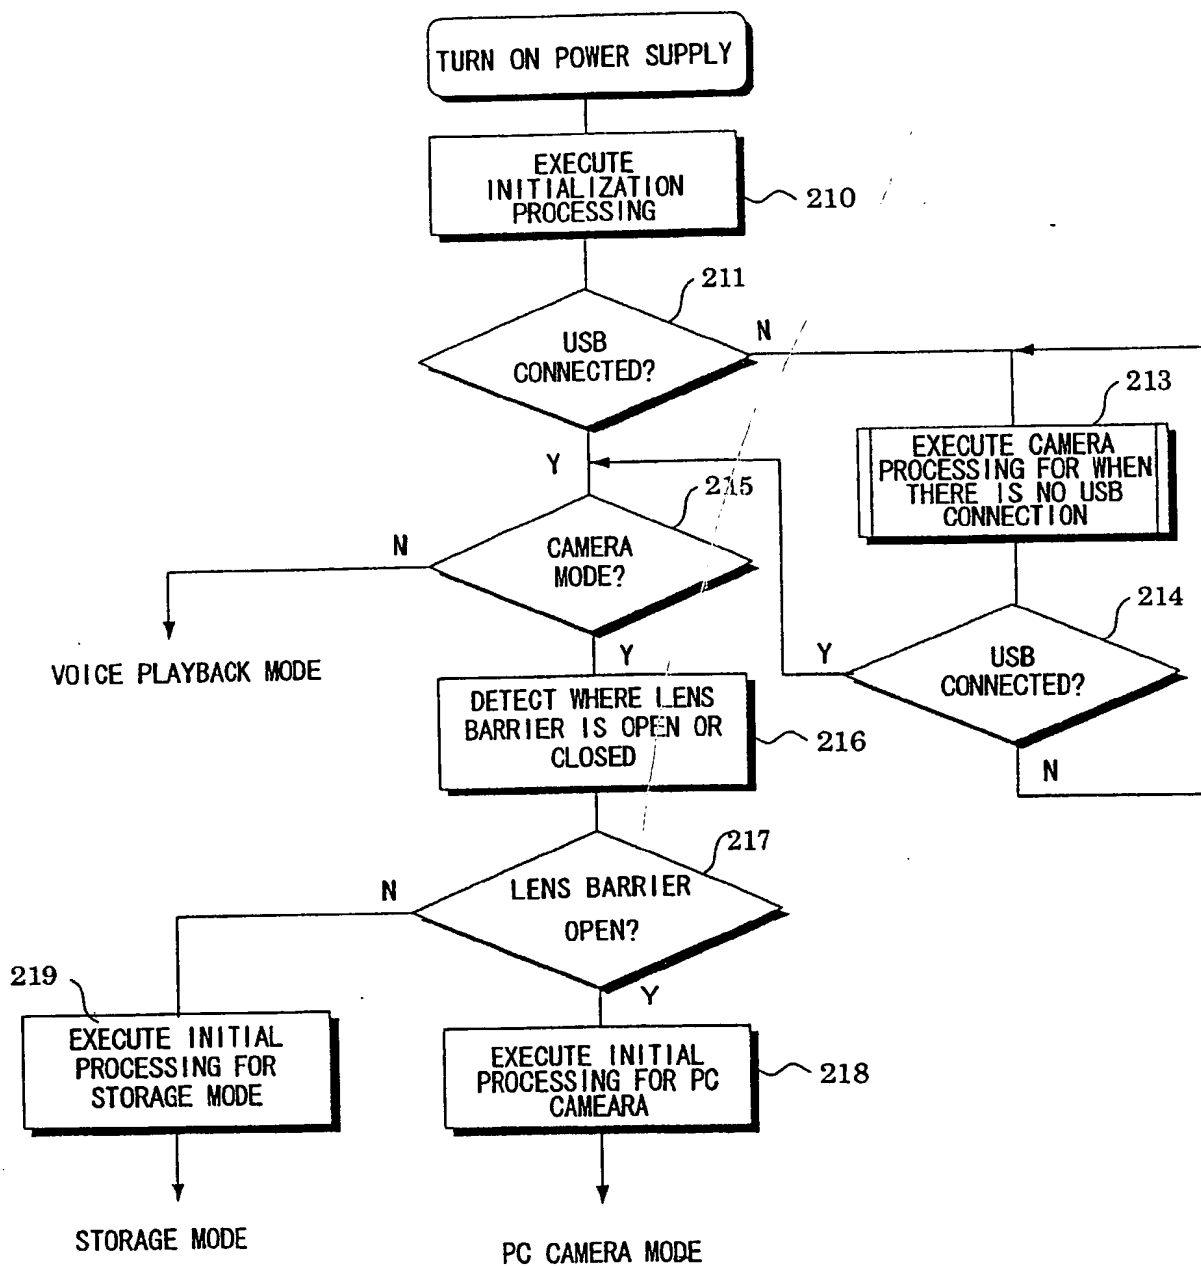 TURN ON POWER SUPPLY
EXECUTE
INITIALIZATION
PROCESSING
210
211
USB
CONNECTED?
N
Y
213
EXECUTE CAMERA
PROCESSING FOR WHEN
THERE IS NO USB
CONNECTION
215
CAMERA
MODE?
N
Y
VOICE PLAYBACK MODE
214
USB
CONNECTED?
Y
N
DETECT WHERE LENS
BARRIER IS OPEN OR
CLOSED
216
217
LENS BARRIER
OPEN?
N
Y
219
EXECUTE INITIAL
PROCESSING FOR
STORAGE MODE
EXECUTE INITIAL
PROCESSING FOR PC
CAMEARA
218
STORAGE MODE
PC CAMERA MODE